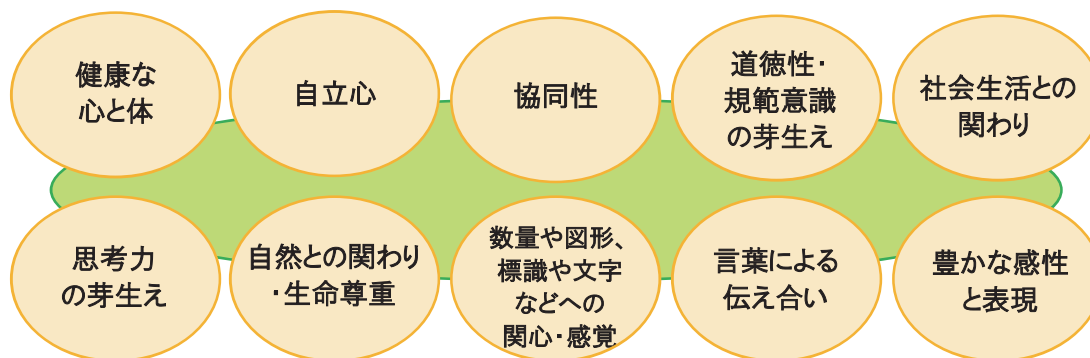 健康な
心と体
自立心
協同性
道徳性・
規範意識
の芽生え
社会生活との
関わり
思考力
の芽生え
自然との関わり
・生命尊重
数量や図形、
標識や文字
などへの
関心・感覚
言葉による
伝え合い
豊かな感性
と表現